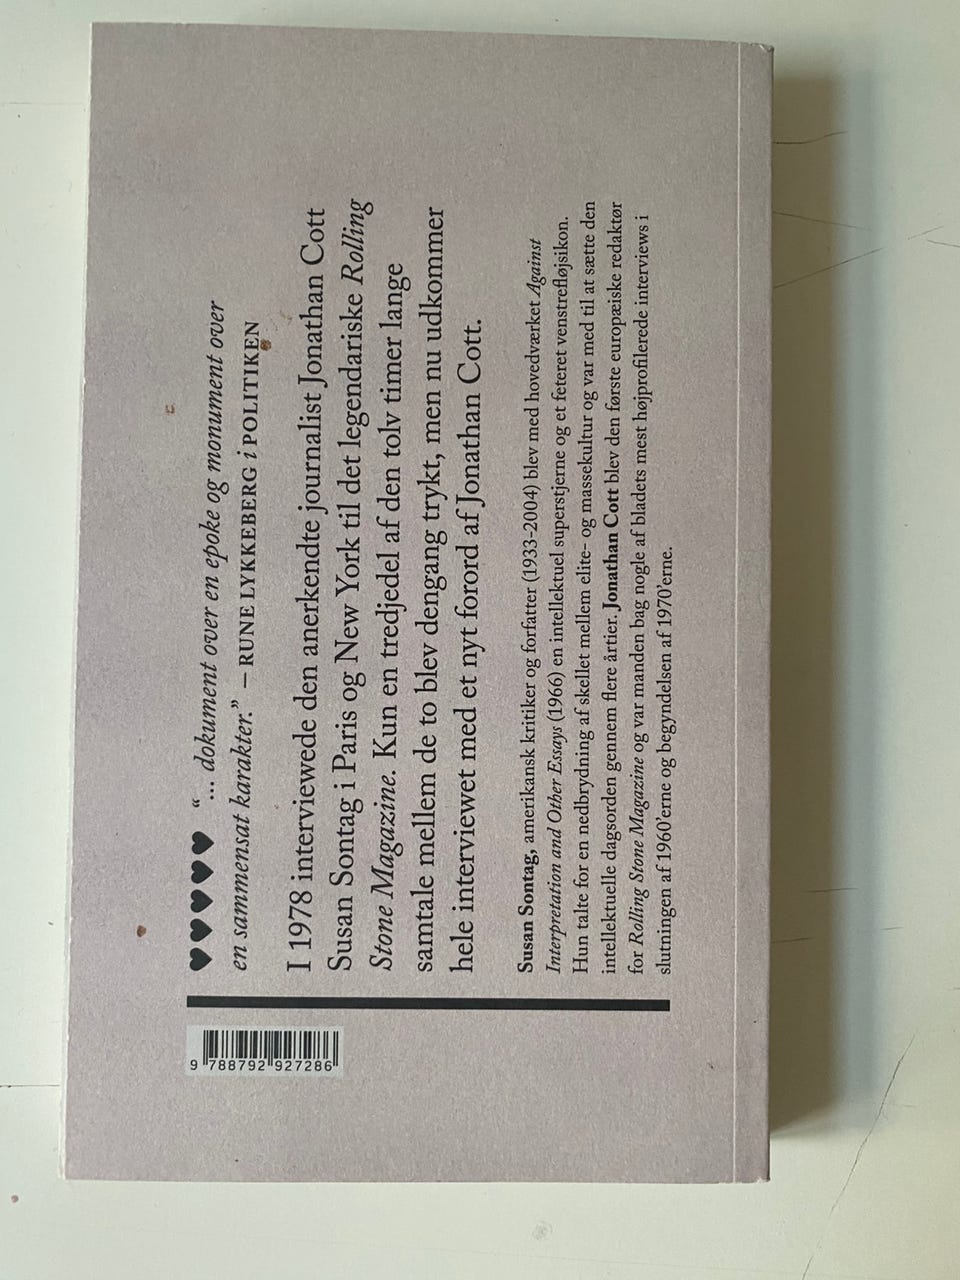 ♥♥♥♥♥ “... dokument over en epoke og monument over
en sammensat karakter.” – RUNE LYKKEBERG i POLITIKEN
I 1978 interviewede den anerkendte journalist Jonathan Cott
Susan Sontag i Paris og New York til det legendariske Rolling
Stone Magazine. Kun en tredjedel af den tolv timer lange
samtale mellem de to blev dengang trykt, men nu udkommer
hele interviewet med et nyt forord af Jonathan Cott.
Susan Sontag, amerikansk kritiker og forfatter (1933-2004) blev med hovedværket Against
Interpretation and Other Essays (1966) en intellektuel superstjerne og et feteret venstrefløjsikon.
Hun talte for en nedbrydning af skellet mellem elite- og massekultur og var med til at sætte den
intellektuelle dagsorden gennem flere årtier. Jonathan Cott blev den første europæiske redaktør
for Rolling Stone Magazine og var manden bag nogle af bladets mest højprofilerede interviews i
slutningen af 1960’erne og begyndelsen af 1970’erne.
9 788792 927286